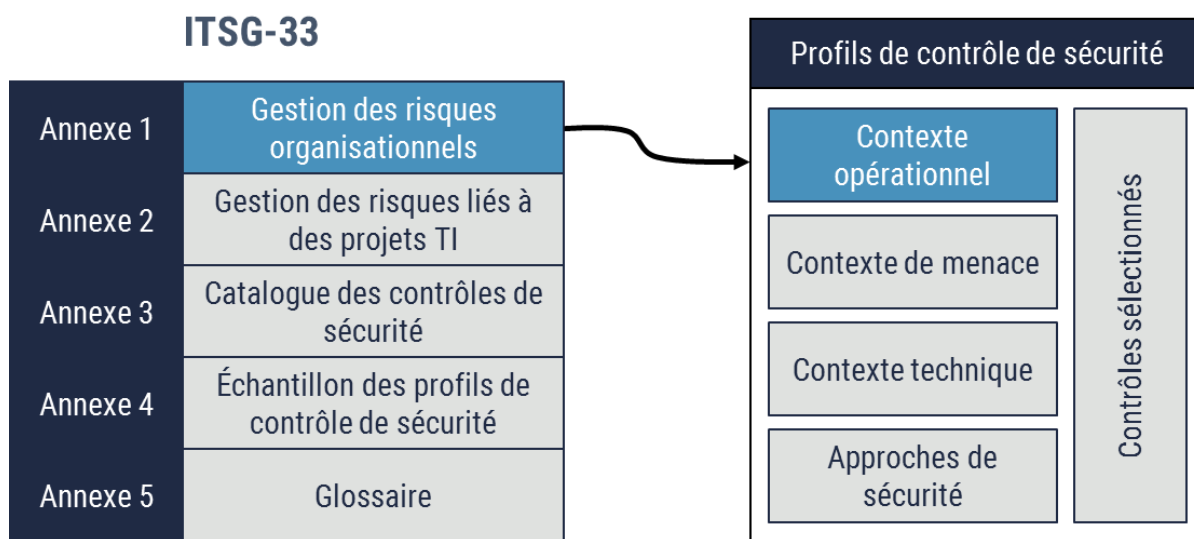 ITSG-33
Annexe 1
Gestion des risques
organisationnels
Annexe 2
Gestion des risques liés à
des projets TI
Annexe 3
Catalogue des contrôles de
sécurité
Annexe 4
Échantillon des profils de
contrôle de sécurité
Annexe 5
Glossaire
Profils de contrôle de sécurité
Contexte
opérationnel
Contexte de menace
Contexte technique
Approches de
sécurité
Contrôles sélectionnés